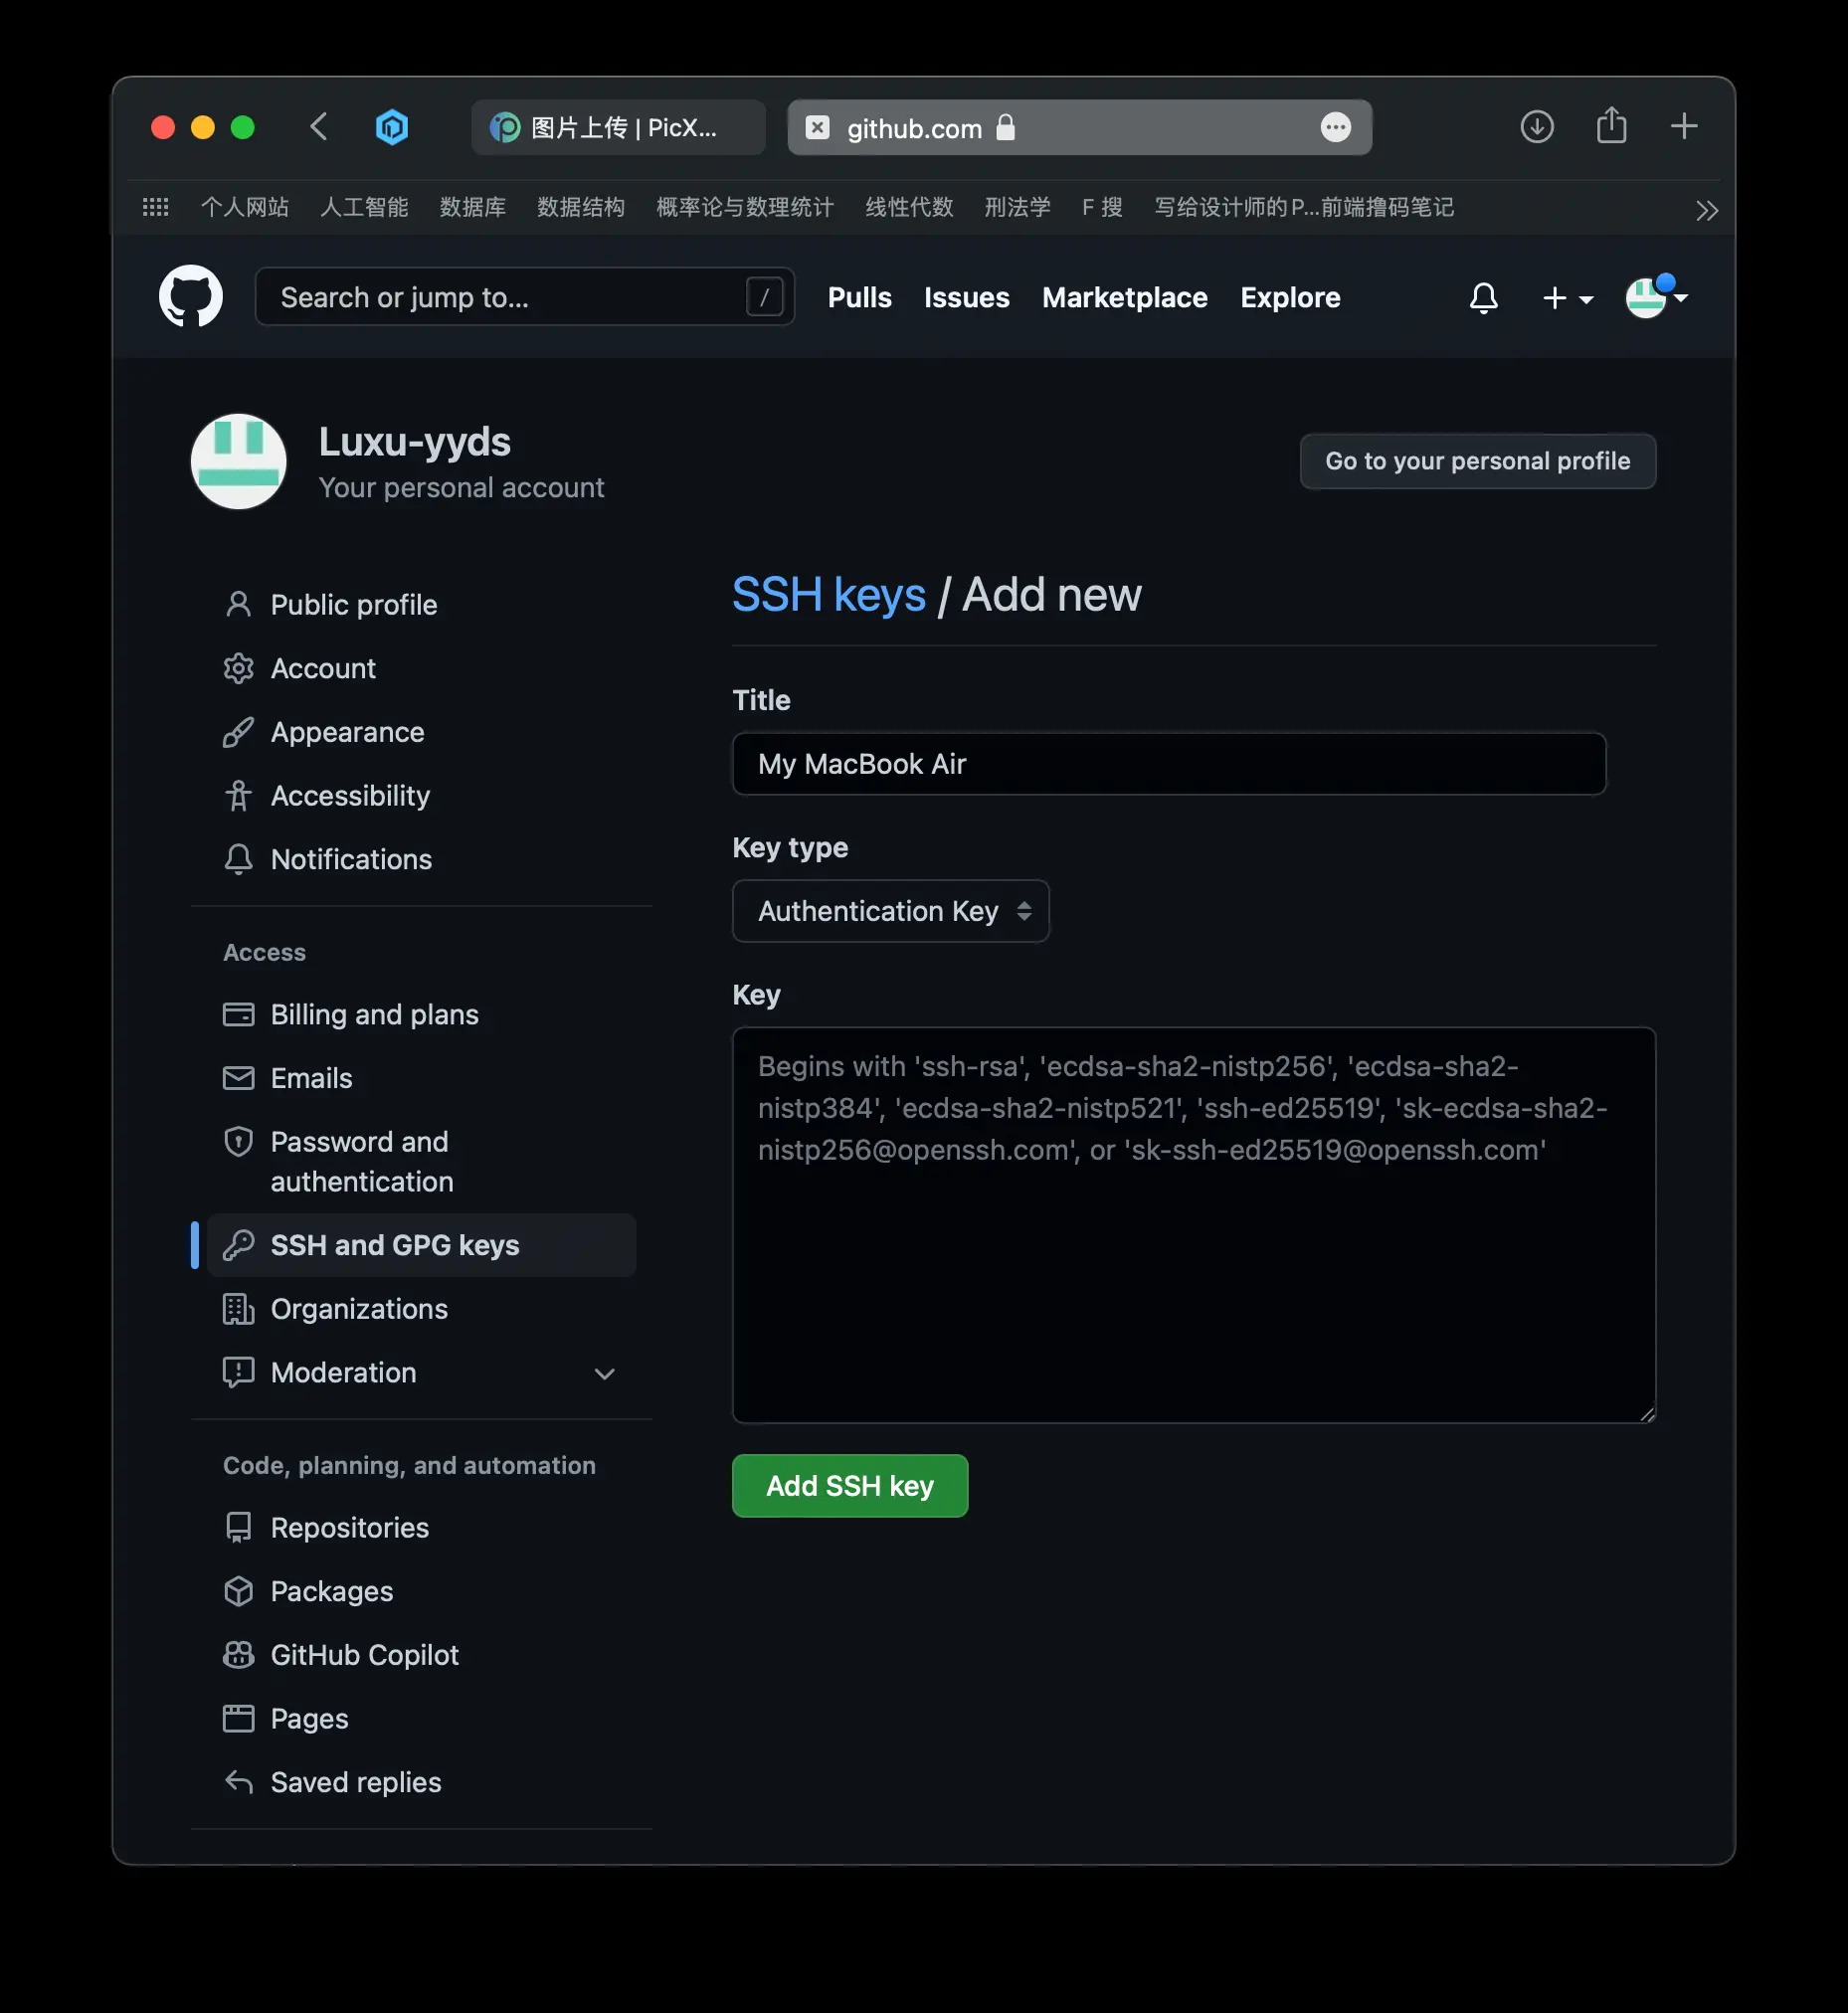 图片上传 | PicX...
github.com
个人网站 人工智能 数据库 数据结构 概率论与数理统计 线性代数 刑法学 F 搜 写给设计师的 P...前端撸码笔记
Search or jump to... /
Pulls Issues Marketplace Explore
Luxu-yyds
Your personal account
Go to your personal profile
Public profile
Account
Appearance
Accessibility
Notifications
Access
Billing and plans
Emails
Password and
authentication
SSH and GPG keys
Organizations
Moderation
Code, planning, and automation
Repositories
Packages
GitHub Copilot
Pages
Saved replies
SSH keys / Add new
Title
My MacBook Air
Key type
Authentication Key
Key
Begins with 'ssh-rsa', 'ecdsa-sha2-nistp256', 'ecdsa-sha2-
nistp384', 'ecdsa-sha2-nistp521', 'ssh-ed25519', 'sk-ecdsa-sha2-
nistp256@openssh.com', or 'sk-ssh-ed25519@openssh.com'
Add SSH key